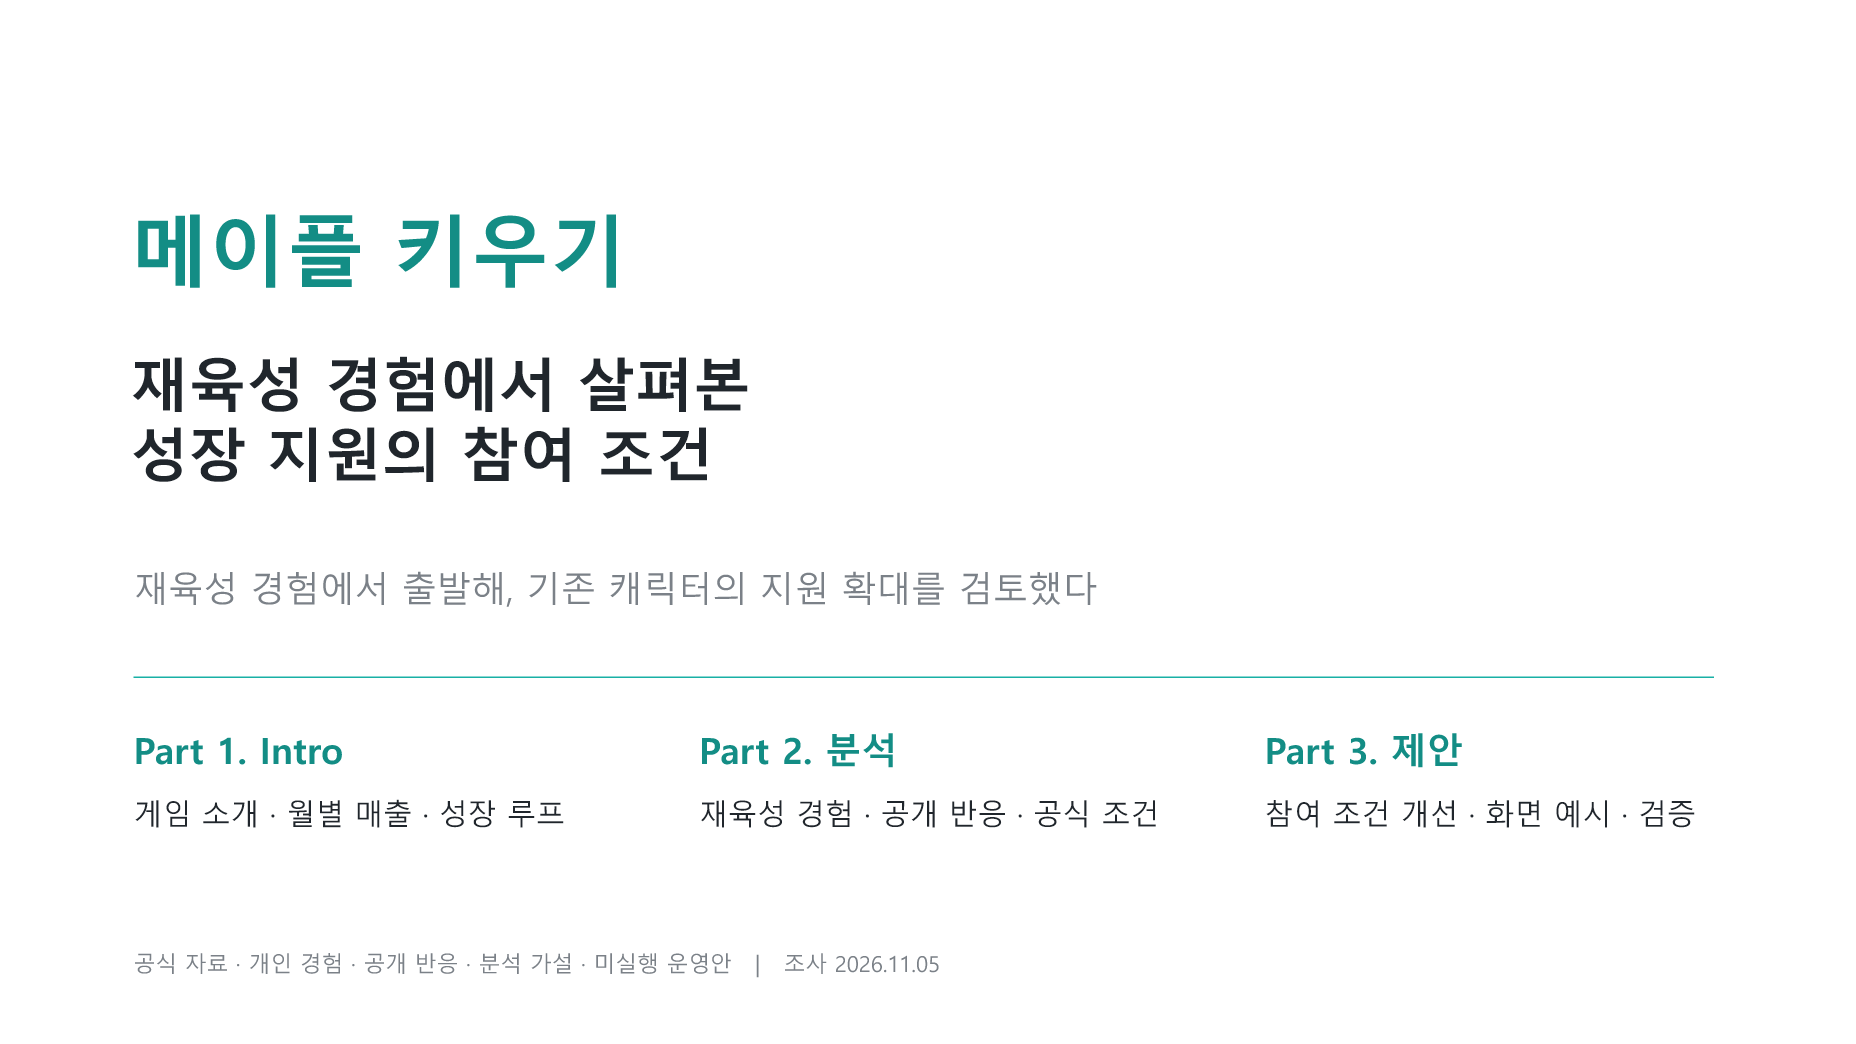 메이플 키우기
재육성 경험에서 살펴본
성장 지원의 참여 조건
재육성 경험에서 출발해, 기존 캐릭터의 지원 확대를 검토했다
Part 1. Intro
게임 소개 · 월별 매출 · 성장 루프
Part 2. 분석
재육성 경험 · 공개 반응 · 공식 조건
Part 3. 제안
참여 조건 개선 · 화면 예시 · 검증
공식 자료 · 개인 경험 · 공개 반응 · 분석 가설 · 미실행 운영안 | 조사 2026.11.05